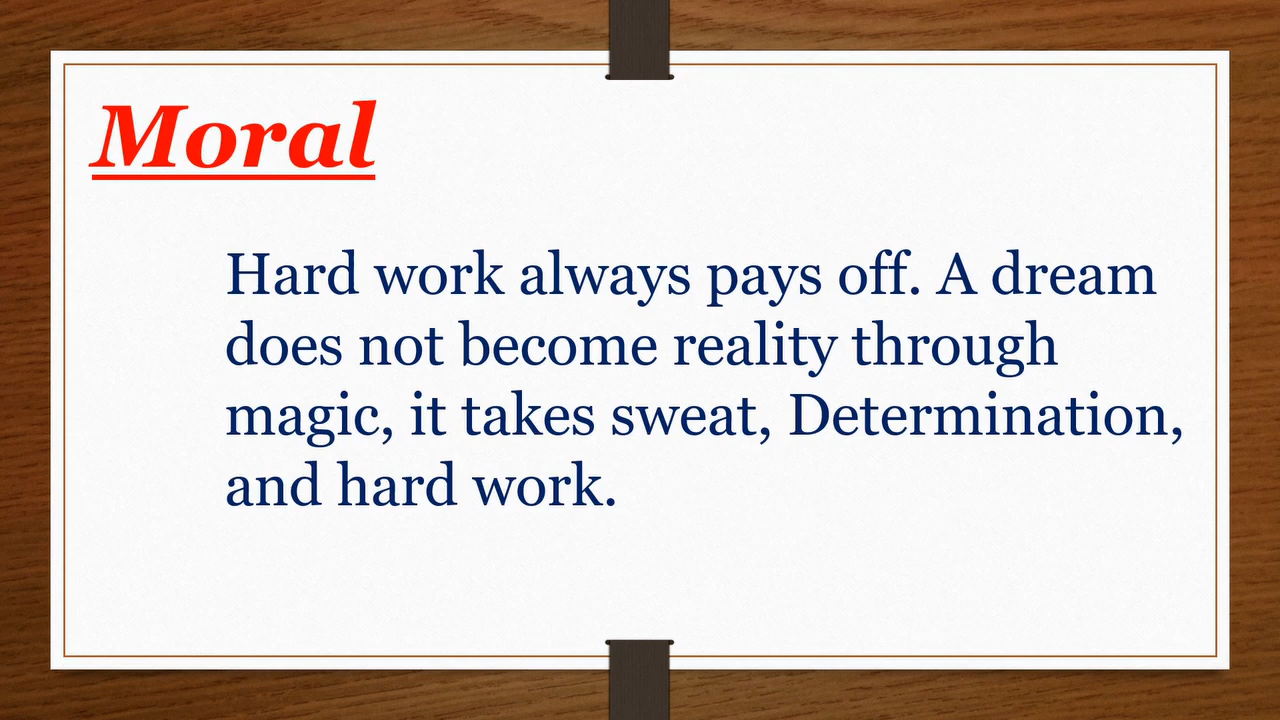 Moral
Hard work always pays off. A dream
does not become reality through
magic, it takes sweat, Determination,
and hard work.